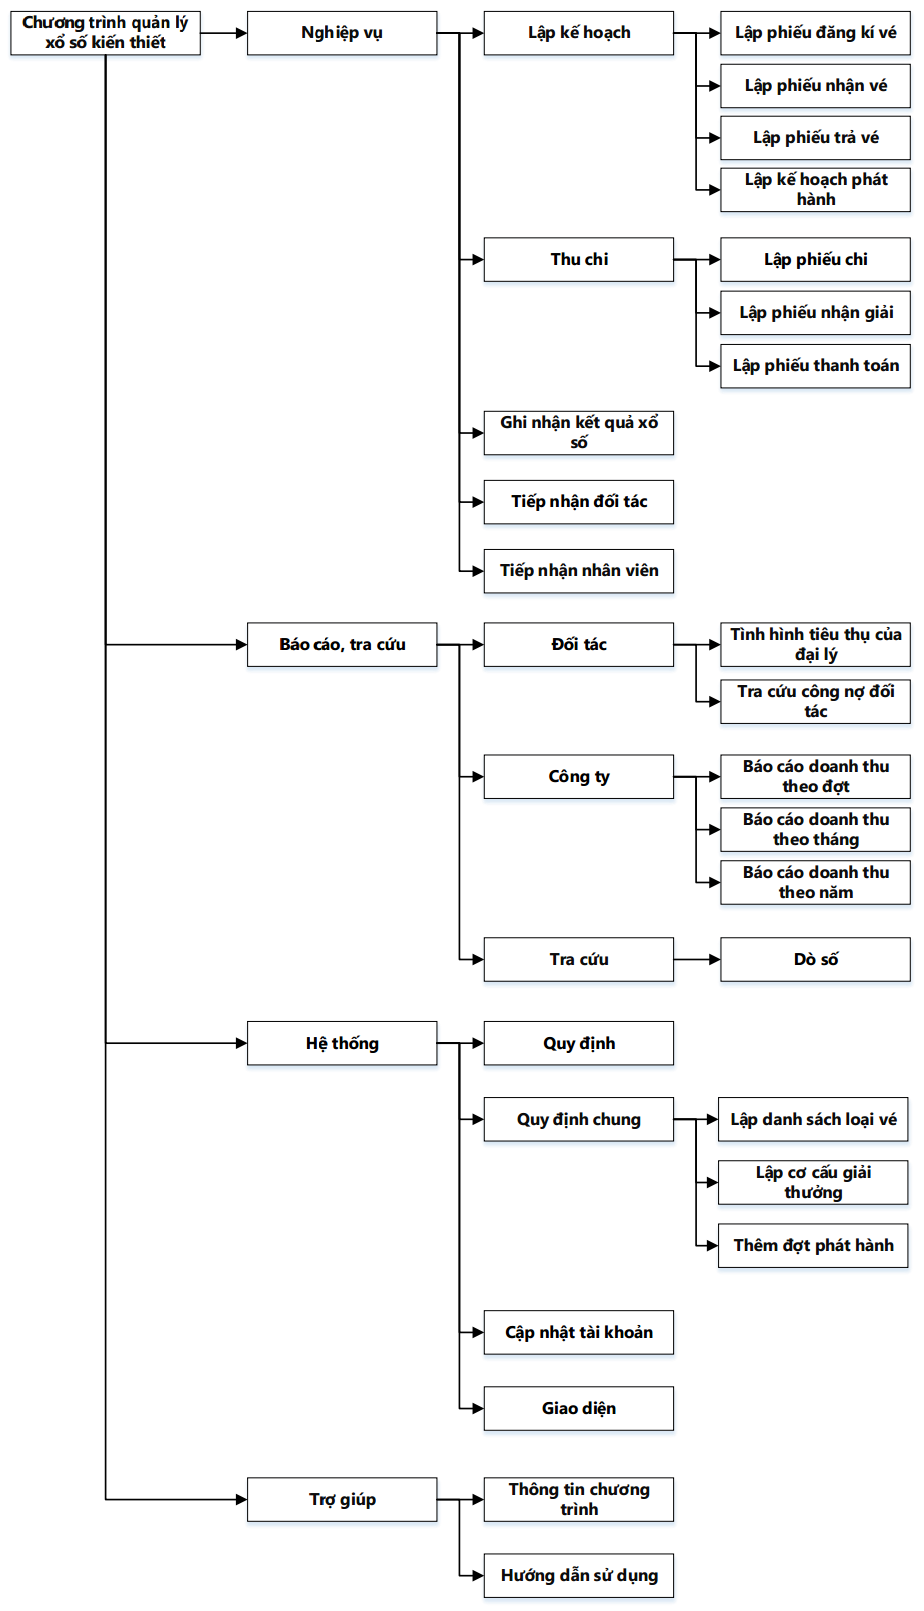 Chương trình quản lý
xổ số kiến thiết
Nghiệp vụ
Lập kế hoạch
Lập phiếu đăng kí vé
Lập phiếu nhận vé
Lập phiếu trả vé
Lập kế hoạch phát
hành
Thu chi
Lập phiếu chi
Lập phiếu nhận giải
Lập phiếu thanh toán
Ghi nhận kết quả xổ
số
Tiếp nhận đối tác
Tiếp nhận nhân viên
Báo cáo, tra cứu
Đối tác
Tình hình tiêu thụ của
đại lý
Tra cứu công nợ đối
tác
Công ty
Báo cáo doanh thu
theo đợt
Báo cáo doanh thu
theo tháng
Báo cáo doanh thu
theo năm
Tra cứu
Dò số
Hệ thống
Quy định
Quy định chung
Lập danh sách loại vé
Lập cơ cấu giải
thưởng
Thêm đợt phát hành
Cập nhật tài khoản
Giao diện
Trợ giúp
Thông tin chương
trình
Hướng dẫn sử dụng